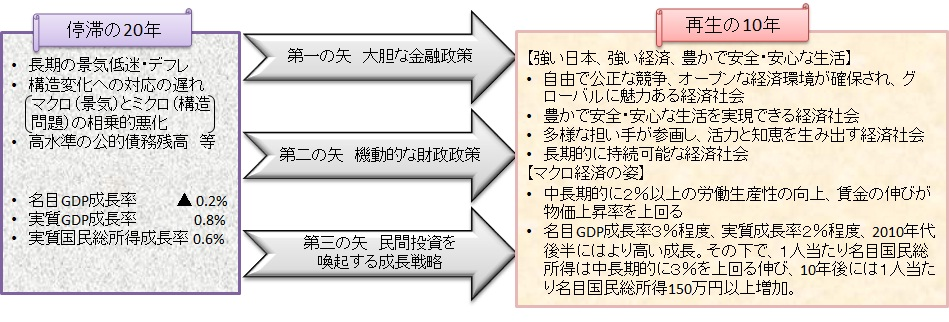 停滞の20年
• 長期の景気低迷・デフレ
• 構造変化への対応の遅れ
マクロ(景気)とミクロ(構造
問題)の相乗的悪化
• 高水準の公的債務残高　等
• 名目GDP成長率　　▲ 0.2%
• 実質GDP成長率　　0.8%
• 実質国民総所得成長率 0.6%
第一の矢　大胆な金融政策
第二の矢　機動的な財政政策
第三の矢　民間投資を
喚起する成長戦略
再生の10年
【強い日本、強い経済、豊かで安全・安心な生活】
• 自由で公正な競争、オープンな経済環境が確保され、グ
ローバルに魅力ある経済社会
• 豊かで安全・安心な生活を実現できる経済社会
• 多様な担い手が参画し、活力と知恵を生み出す経済社会
• 長期的に持続可能な経済社会
【マクロ経済の姿】
• 中長期的に2%以上の労働生産性の向上、賃金の伸びが
物価上昇率を上回る
• 名目GDP成長率3%程度、実質成長率2%程度、2010年代
後半にはより高い成長。その下で、1人当たり名目国民総
所得は中長期的に3%を上回る伸び、10年後には1人当た
り名目国民総所得150万円以上増加。